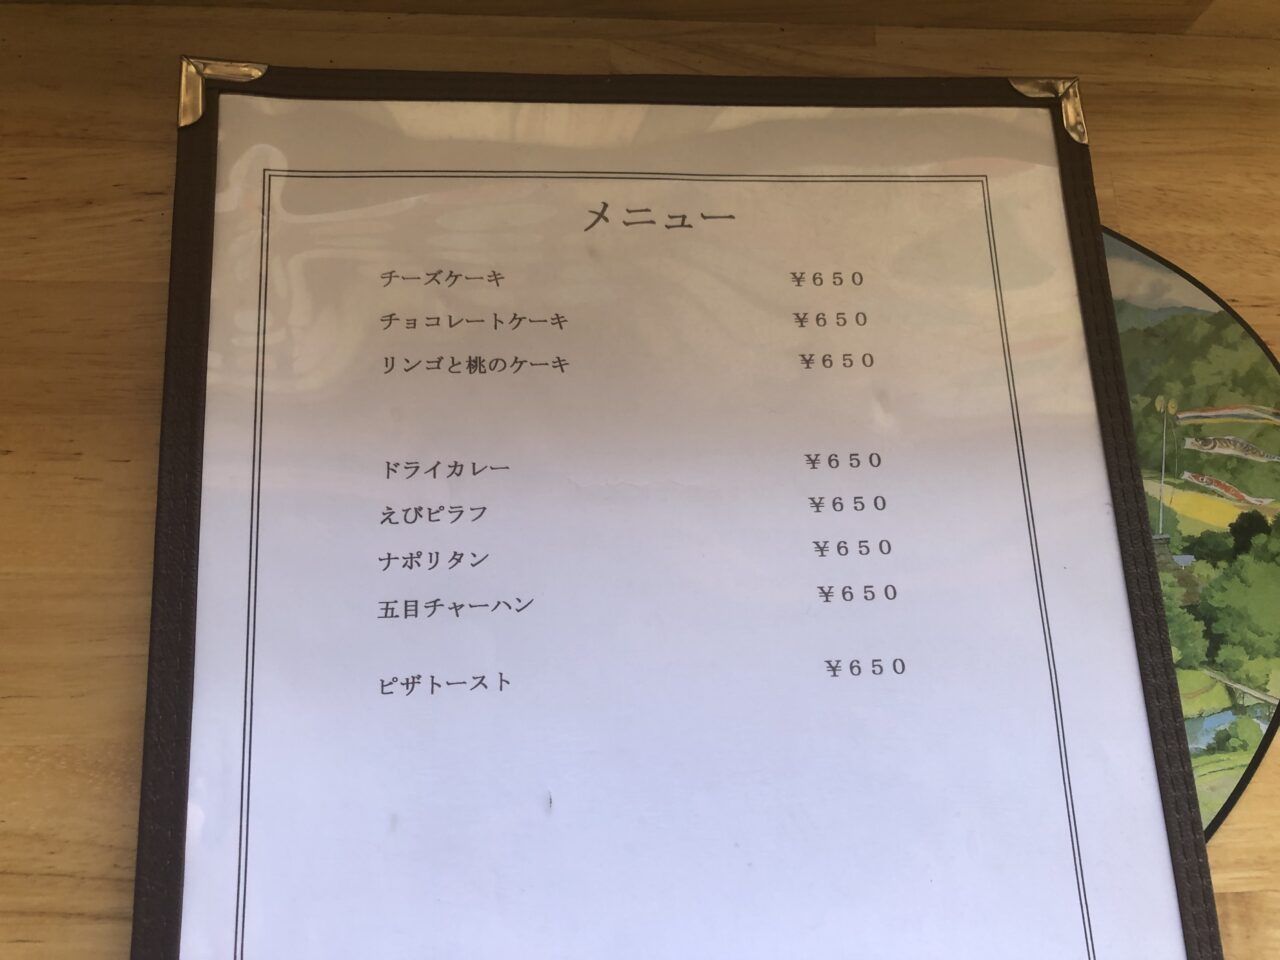 メニュー
チーズケーキ ￥６５０
チョコレートケーキ ￥６５０
リンゴと桃のケーキ ￥６５０
ドライカレー ￥６５０
えびピラフ ￥６５０
ナポリタン ￥６５０
五目チャーハン ￥６５０
ピザトースト ￥６５０